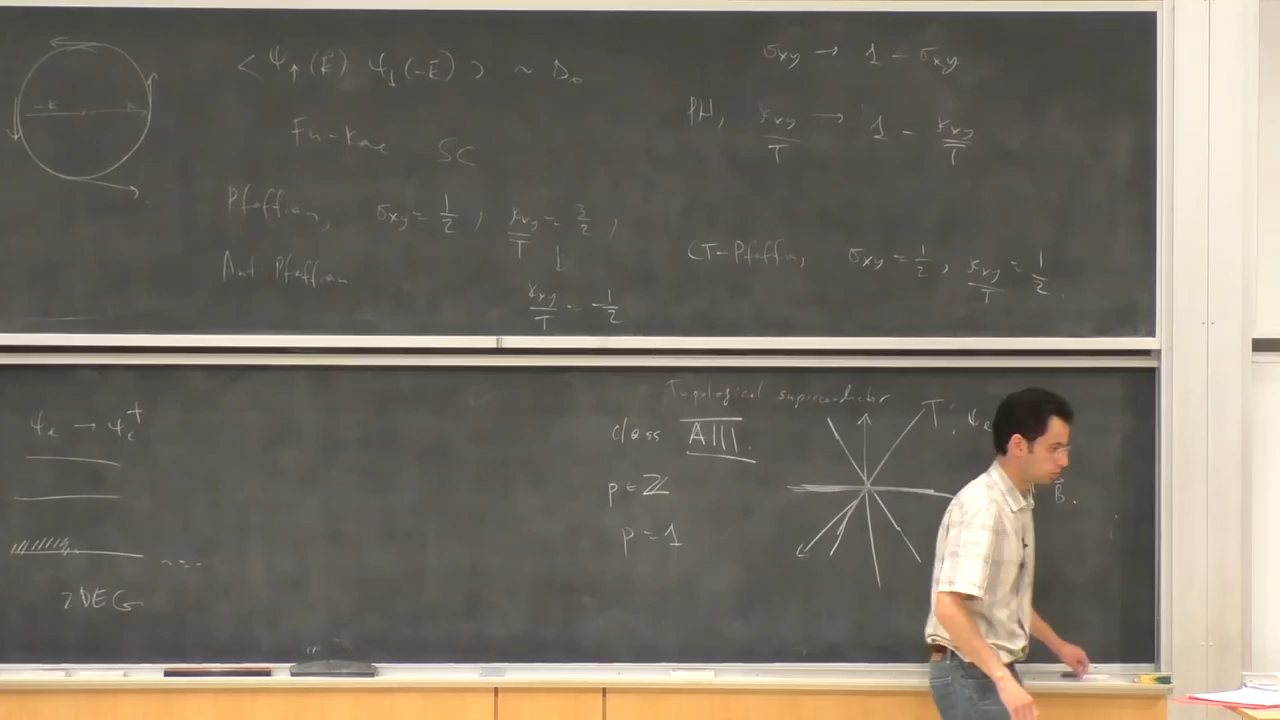 -k k
< ψ↑(k⃗) ψ↓(-k⃗) > ~ Δ₀
Fu-Kane SC
Pfaffian, σxy = 1/2, κxy/T = 3/2,
Anti-Pfaffian
κxy/T = -1/2
σxy → 1 - σxy
PH, κxy/T → 1 - κxy/T
CT-Pfaffian, σxy = 1/2, κxy/T = 1/2.
ψe → ψe†
2DEG
Topological superconductor
class AIII.
p ∈ ℤ
p = 1
T: ψe
B⃗.